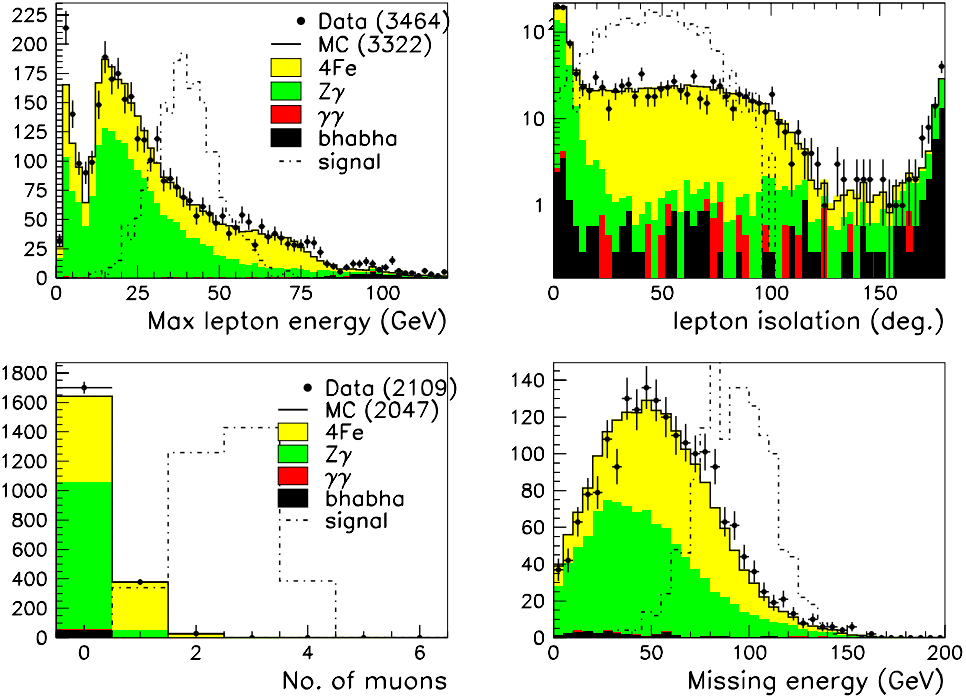 225
200
175
150
125
100
75
50
25
0
Data (3464)
MC (3322)
4Fe
Zγ
γγ
bhabha
signal
0 25 50 75 100
Max lepton energy (GeV)
10²
10
1
0 50 100 150
lepton isolation (deg.)
1800
1600
1400
1200
1000
800
600
400
200
0
Data (2109)
MC (2047)
4Fe
Zγ
γγ
bhabha
signal
0 2 4 6
No. of muons
140
120
100
80
60
40
20
0
0 50 100 150 200
Missing energy (GeV)